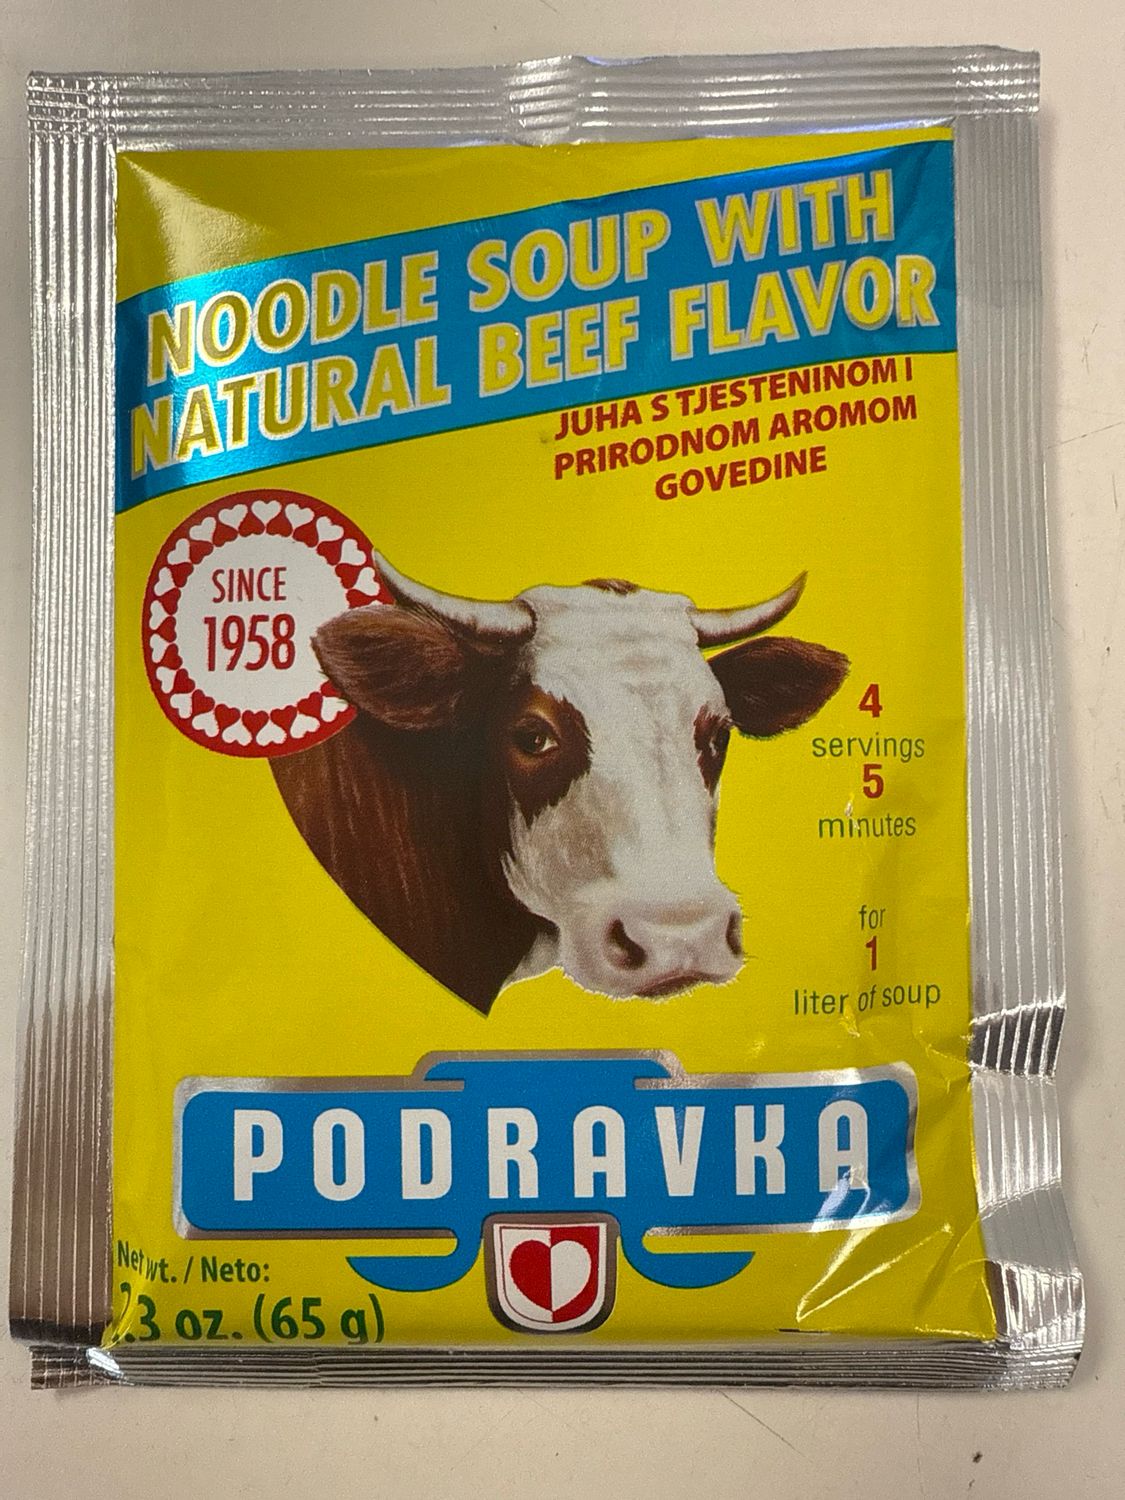 NOODLE SOUP WITH
NATURAL BEEF FLAVOR
JUHA S TJESTENINOM I
PRIRODNOM AROMOM
GOVEDINE
SINCE
1958
4
servings
5
minutes
for
1
liter of soup
PODRAVKA
Net wt. / Neto:
.3 oz. (65 g)